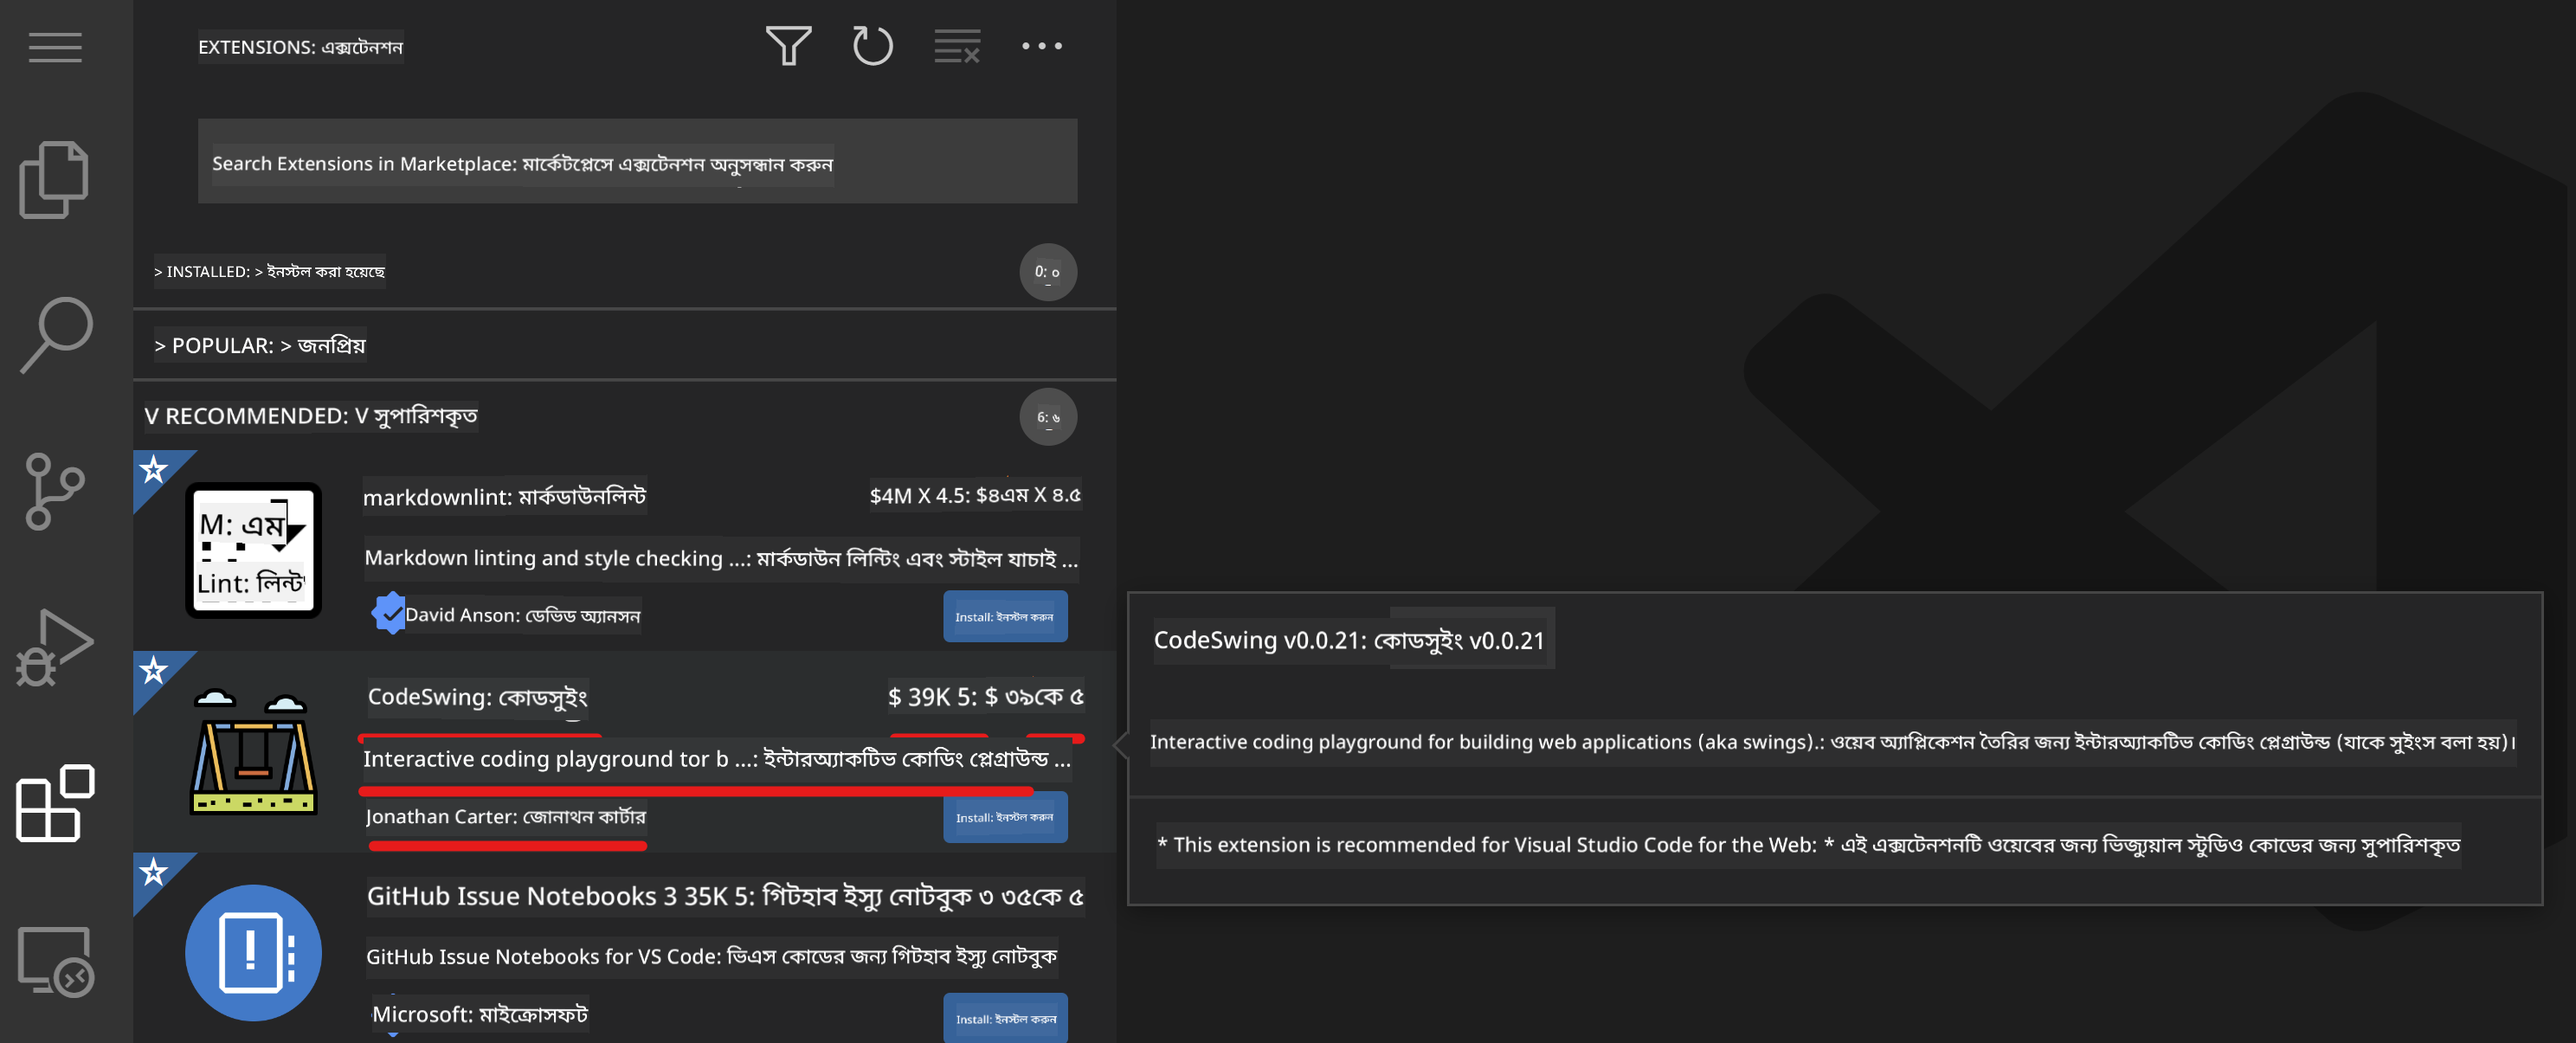 EXTENSIONS: এক্সটেনশন
Search Extensions in Marketplace: মার্কেটপ্লেসে এক্সটেনশন অনুসন্ধান করুন
> INSTALLED: > ইনস্টল করা হয়েছে
0: ০
> POPULAR: > জনপ্রিয়
V RECOMMENDED: V সুপারিশকৃত
6: ৬
M: এম
Lint: লিন্ট
markdownlint: মার্কডাউনলিন্ট
$4M X 4.5: $৪এম X ৪.৫
Markdown linting and style checking ...: মার্কডাউন লিন্টিং এবং স্টাইল যাচাই ...
David Anson: ডেভিড অ্যানসন
Install: ইনস্টল করুন
CodeSwing: কোডসুইং
$ 39K 5: $ ৩৯কে ৫
Interactive coding playground tor b ...: ইন্টারঅ্যাকটিভ কোডিং প্লেগ্রাউন্ড ...
Jonathan Carter: জোনাথন কার্টার
Install: ইনস্টল করুন
GitHub Issue Notebooks 3 35K 5: গিটহাব ইস্যু নোটবুক ৩ ৩৫কে ৫
GitHub Issue Notebooks for VS Code: ভিএস কোডের জন্য গিটহাব ইস্যু নোটবুক
Microsoft: মাইক্রোসফট
Install: ইনস্টল করুন
CodeSwing v0.0.21: কোডসুইং v0.0.21
Interactive coding playground for building web applications (aka swings).: ওয়েব অ্যাপ্লিকেশন তৈরির জন্য ইন্টারঅ্যাকটিভ কোডিং প্লেগ্রাউন্ড (যাকে সুইংস বলা হয়)।
* This extension is recommended for Visual Studio Code for the Web: * এই এক্সটেনশনটি ওয়েবের জন্য ভিজ্যুয়াল স্টুডিও কোডের জন্য সুপারিশকৃত